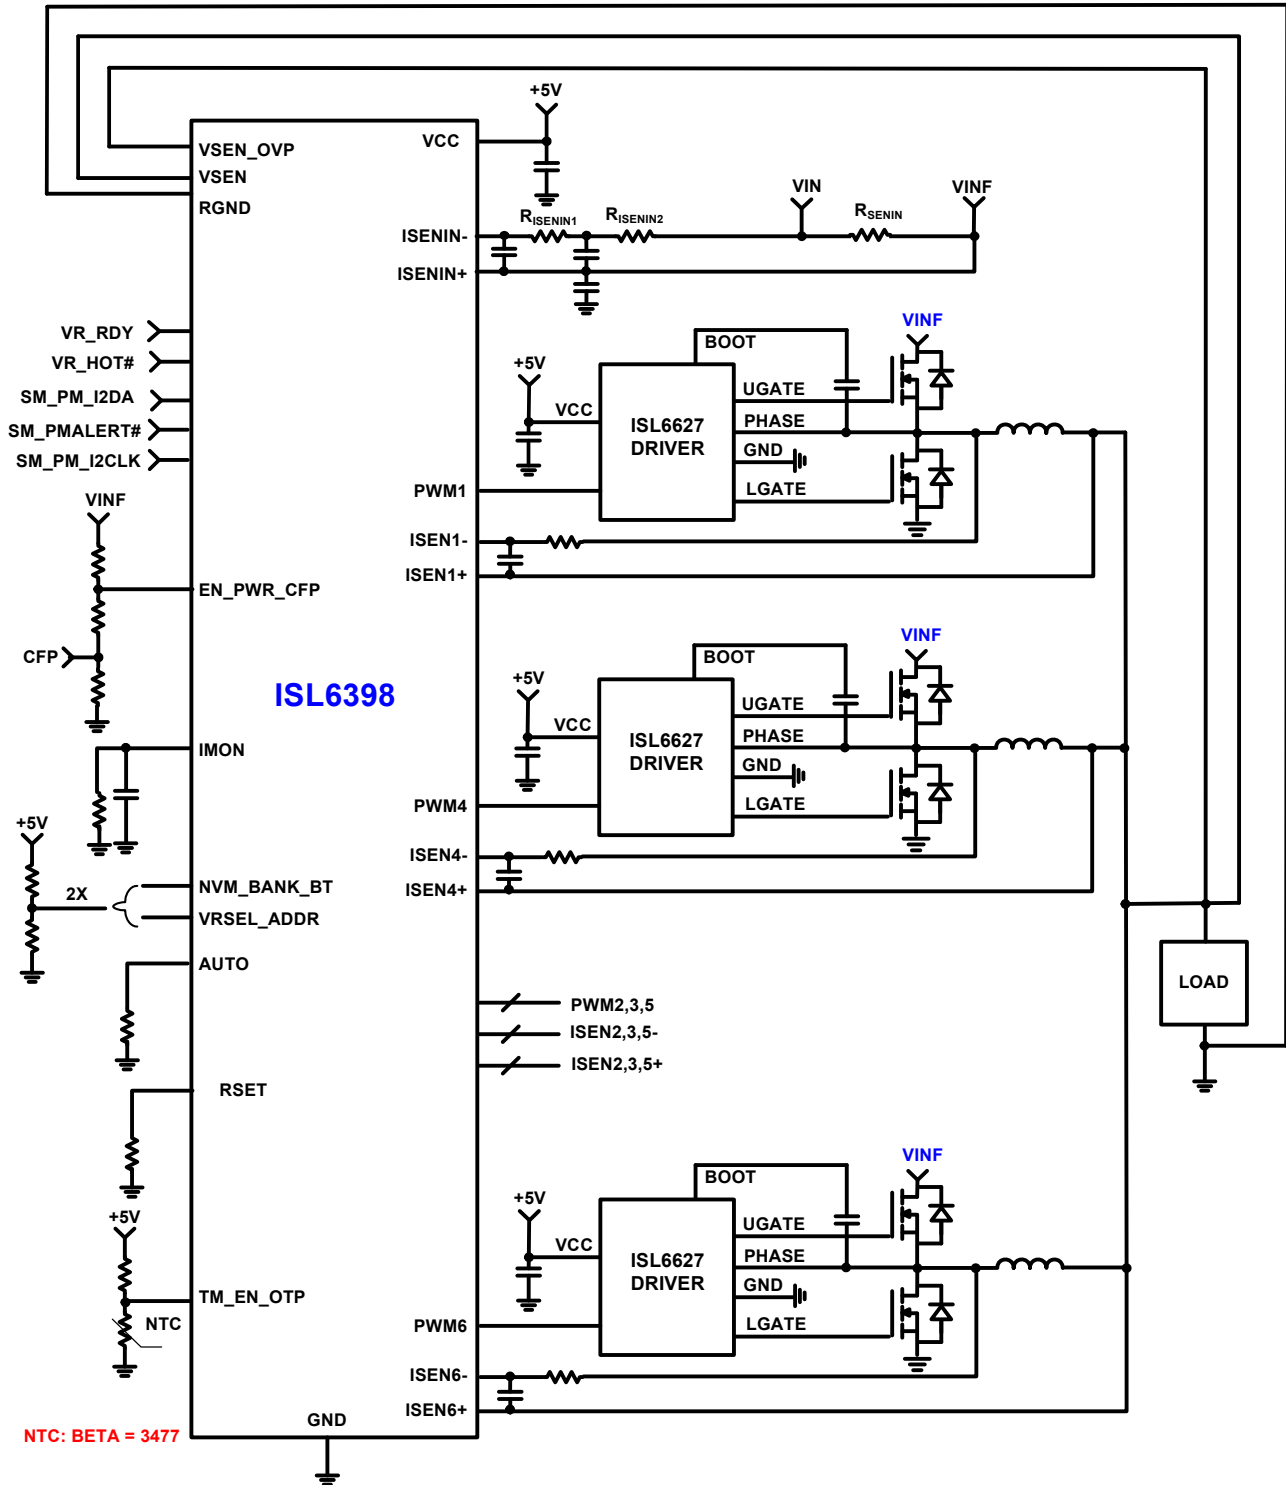 +5V
VSEN_OVP
VCC
VSEN
RGND
VIN
VINF
RISENIN1
RISENIN2
RSENIN
ISENIN-
ISENIN+
VR_RDY
VR_HOT#
SM_PM_I2DA
SM_PMALERT#
SM_PM_I2CLK
VINF
EN_PWR_CFP
CFP
ISL6398
IMON
+5V
2X
NVM_BANK_BT
VRSEL_ADDR
AUTO
RSET
+5V
TM_EN_OTP
NTC
NTC: BETA = 3477
GND
VINF
BOOT
+5V
VCC
ISL6627
DRIVER
UGATE
PHASE
GND
LGATE
PWM1
ISEN1-
ISEN1+
VINF
BOOT
+5V
VCC
ISL6627
DRIVER
UGATE
PHASE
GND
LGATE
PWM4
ISEN4-
ISEN4+
LOAD
PWM2,3,5
ISEN2,3,5-
ISEN2,3,5+
VINF
BOOT
+5V
VCC
ISL6627
DRIVER
UGATE
PHASE
GND
LGATE
PWM6
ISEN6-
ISEN6+